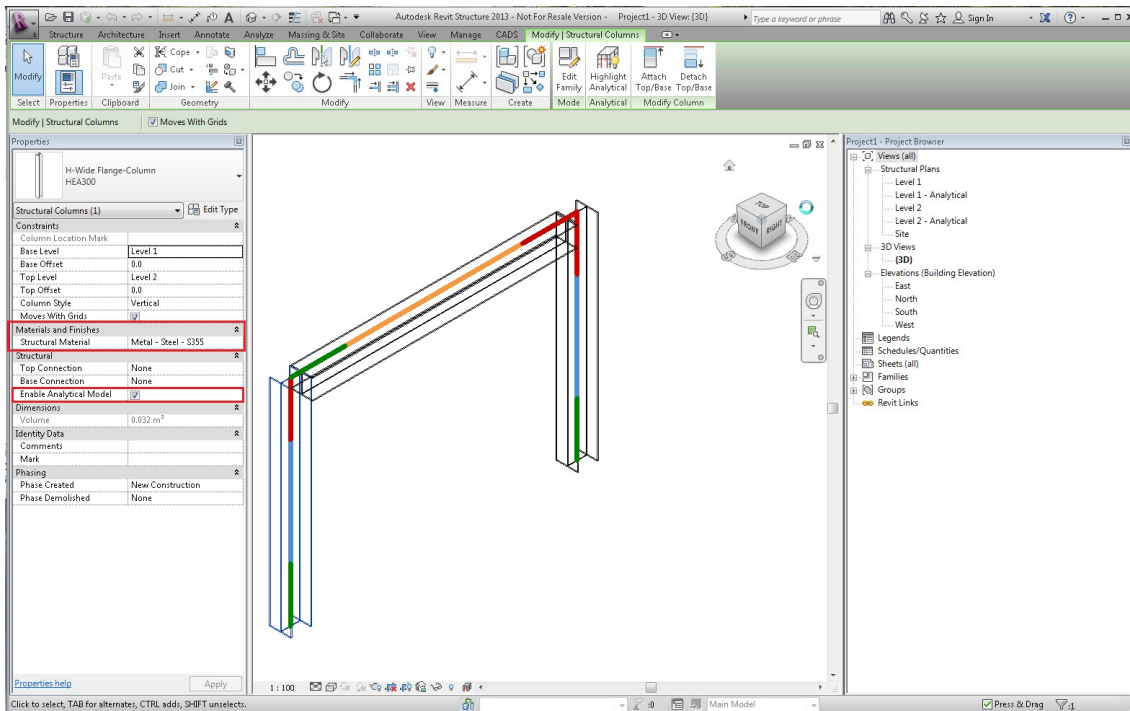 Autodesk Revit Structure 2013 - Not For Resale Version - Project1 - 3D View: {3D}
Type a keyword or phrase
Sign In
Structure Architecture Insert Annotate Analyze Massing & Site Collaborate View Manage CADS Modify | Structural Columns
Modify
Paste
Cope
Cut
Join
Edit Family
Highlight Analytical
Attach Top/Base
Detach Top/Base
Select Properties Clipboard Geometry Modify View Measure Create Mode Analytical Modify Column
Modify | Structural Columns Moves With Grids
Properties
H-Wide Flange-Column
HEA300
Structural Columns (1) Edit Type
Constraints
Column Location Mark
Base Level Level 1
Base Offset 0.0
Top Level Level 2
Top Offset 0.0
Column Style Vertical
Moves With Grids
Materials and Finishes
Structural Material Metal - Steel - S355
Structural
Top Connection None
Base Connection None
Enable Analytical Model
Dimensions
Volume 0.032 m³
Identity Data
Comments
Mark
Phasing
Phase Created New Construction
Phase Demolished None
Properties help Apply
TOP
FRONT
RIGHT
1 : 100
Project1 - Project Browser
Views (all)
Structural Plans
Level 1
Level 1 - Analytical
Level 2
Level 2 - Analytical
Site
3D Views
{3D}
Elevations (Building Elevation)
East
North
South
West
Legends
Schedules/Quantities
Sheets (all)
Families
Groups
Revit Links
Click to select, TAB for alternates, CTRL adds, SHIFT unselects.
:0
Main Model
Press & Drag
:1